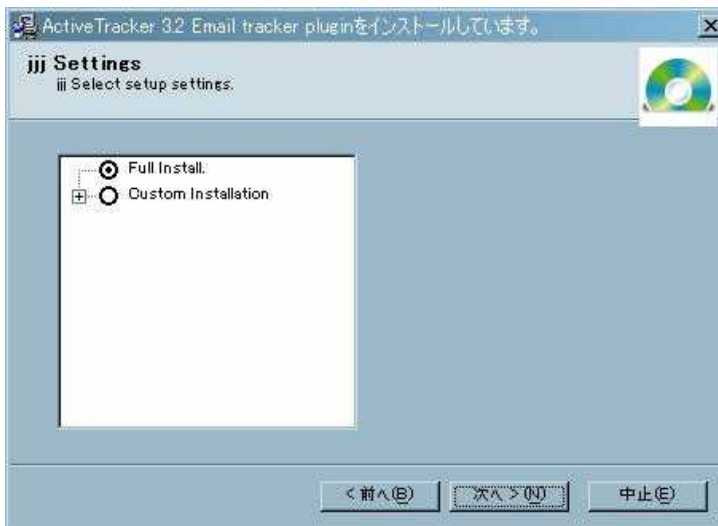 ActiveTracker 3.2 Email tracker pluginをインストールしています。
jjj Settings
jjj Select setup settings.
Full Install.
Custom Installation
< 前へ(B)
次へ > (N)
中止(E)